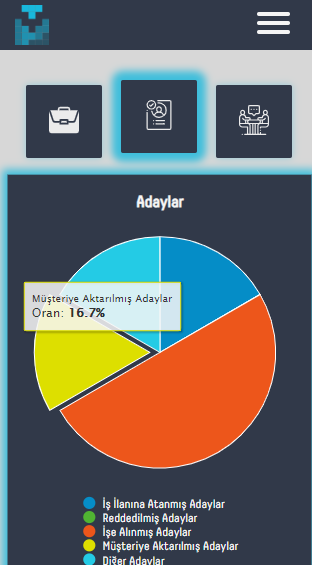 Adaylar
Müşteriye Aktarılmış Adaylar
Oran: 16.7%
İş İlanına Atanmış Adaylar
Reddedilmiş Adaylar
İşe Alınmış Adaylar
Müşteriye Aktarılmış Adaylar
Diğer Adaylar